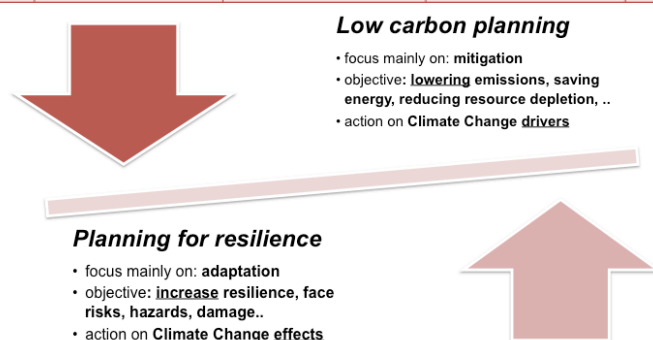 Low carbon planning
• focus mainly on: mitigation
• objective: lowering emissions, saving
energy, reducing resource depletion, ..
• action on Climate Change drivers
Planning for resilience
• focus mainly on: adaptation
• objective: increase resilience, face
risks, hazards, damage..
• action on Climate Change effects